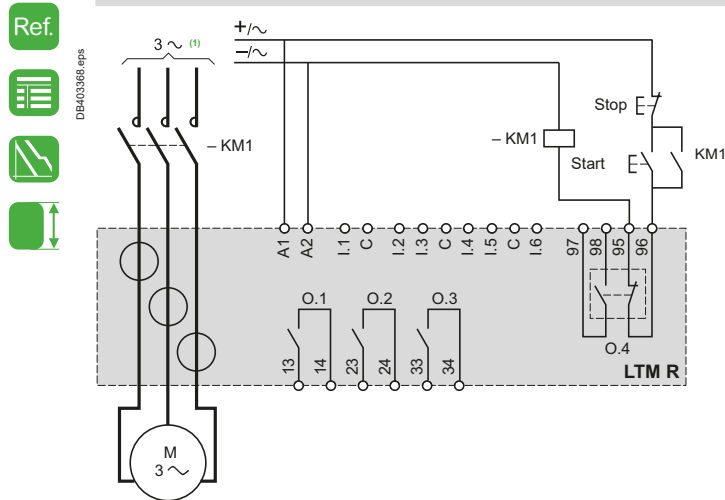 Ref.
DB403368.eps
3 ∼ (1)
+/∼
−/∼
– KM1
– KM1
Stop
Start
KM1
A1
A2
I.1
C
I.2
I.3
C
I.4
I.5
C
I.6
97
98
95
96
O.1
O.2
O.3
O.4
13
14
23
24
33
34
LTM R
M
3 ∼